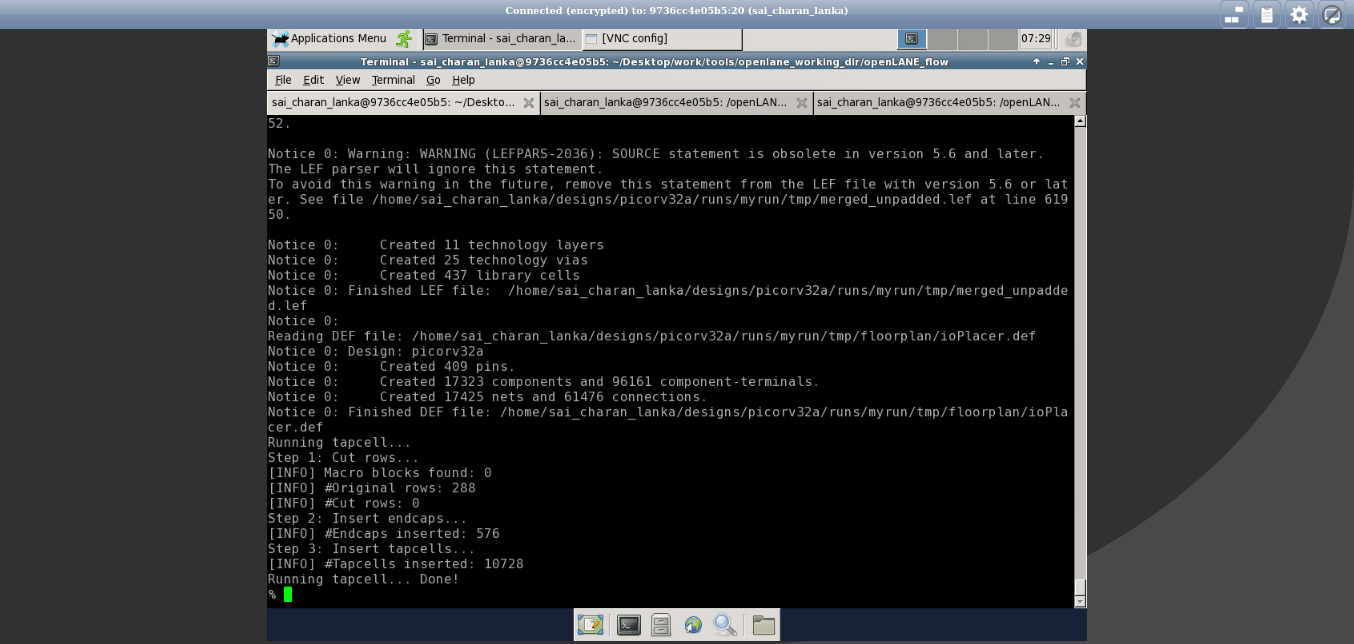 Connected (encrypted) to: 9736cc4e05b5:20 (sai_charan_lanka)
Applications Menu
Terminal - sai_charan_la...
[VNC config]
07:29
Terminal - sai_charan_lanka@9736cc4e05b5: ~/Desktop/work/tools/openlane_working_dir/openLANE_flow
File Edit View Terminal Go Help
sai_charan_lanka@9736cc4e05b5: ~/Deskto...
sai_charan_lanka@9736cc4e05b5: /openLAN...
sai_charan_lanka@9736cc4e05b5: /openLAN...
52.
Notice 0: Warning: WARNING (LEFPARS-2036): SOURCE statement is obsolete in version 5.6 and later.
The LEF parser will ignore this statement.
To avoid this warning in the future, remove this statement from the LEF file with version 5.6 or lat
er. See file /home/sai_charan_lanka/designs/picorv32a/runs/myrun/tmp/merged_unpadded.lef at line 619
50.
Notice 0:     Created 11 technology layers
Notice 0:     Created 25 technology vias
Notice 0:     Created 437 library cells
Notice 0: Finished LEF file:  /home/sai_charan_lanka/designs/picorv32a/runs/myrun/tmp/merged_unpadde
d.lef
Notice 0:
Reading DEF file: /home/sai_charan_lanka/designs/picorv32a/runs/myrun/tmp/floorplan/ioPlacer.def
Notice 0: Design: picorv32a
Notice 0:     Created 409 pins.
Notice 0:     Created 17323 components and 96161 component-terminals.
Notice 0:     Created 17425 nets and 61476 connections.
Notice 0: Finished DEF file: /home/sai_charan_lanka/designs/picorv32a/runs/myrun/tmp/floorplan/ioPla
cer.def
Running tapcell...
Step 1: Cut rows...
[INFO] Macro blocks found: 0
[INFO] #Original rows: 288
[INFO] #Cut rows: 0
Step 2: Insert endcaps...
[INFO] #Endcaps inserted: 576
Step 3: Insert tapcells...
[INFO] #Tapcells inserted: 10728
Running tapcell... Done!
%